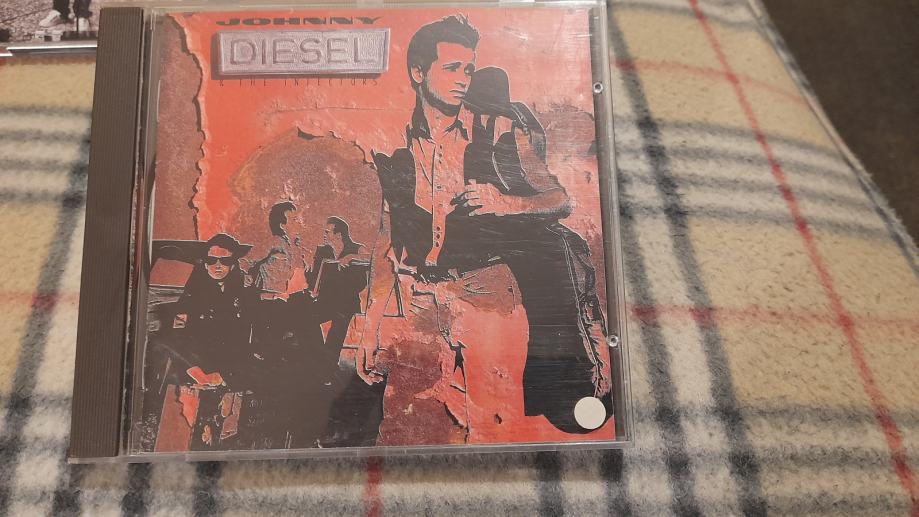 JOHNNY
DIESEL
& THE INJECTORS